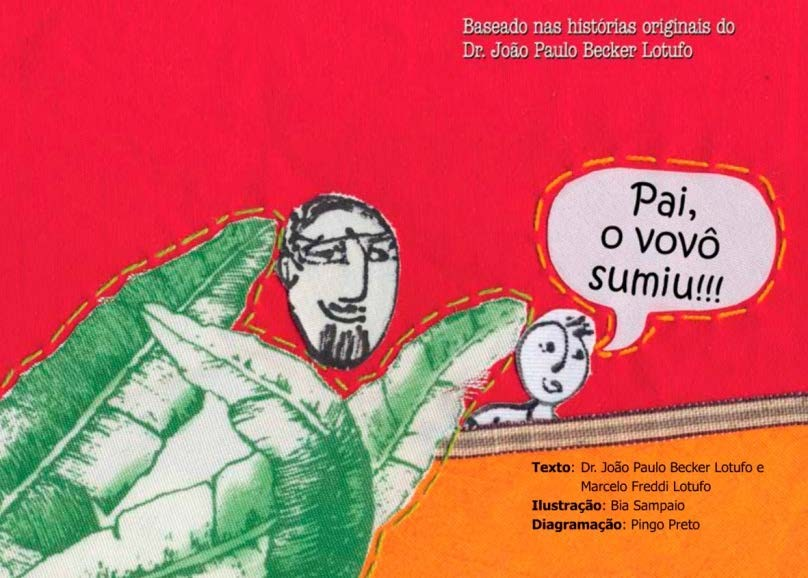 Baseado nas histórias originais do
Dr. João Paulo Becker Lotufo
Pai,
o vovô
sumiu!!!
Texto: Dr. João Paulo Becker Lotufo e
Marcelo Freddi Lotufo
Ilustração: Bia Sampaio
Diagramação: Pingo Preto